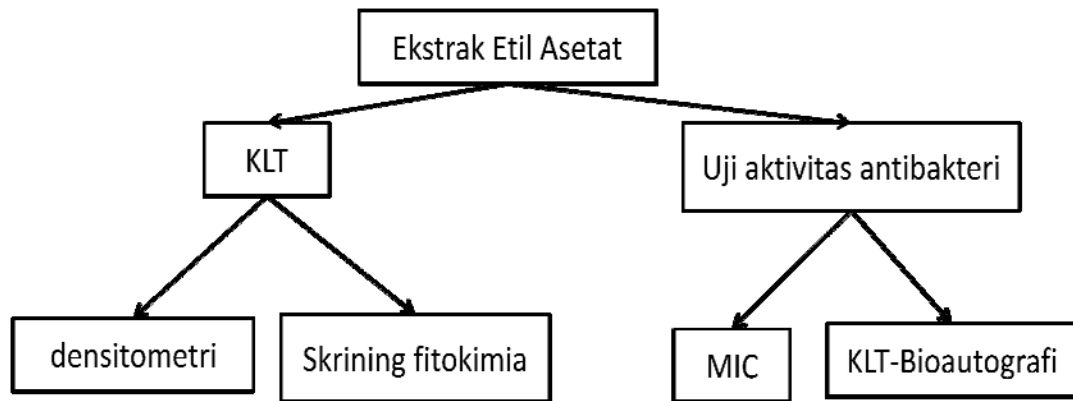 Ekstrak Etil Asetat
KLT
Uji aktivitas antibakteri
densitometri
Skrining fitokimia
MIC
KLT-Bioautografi